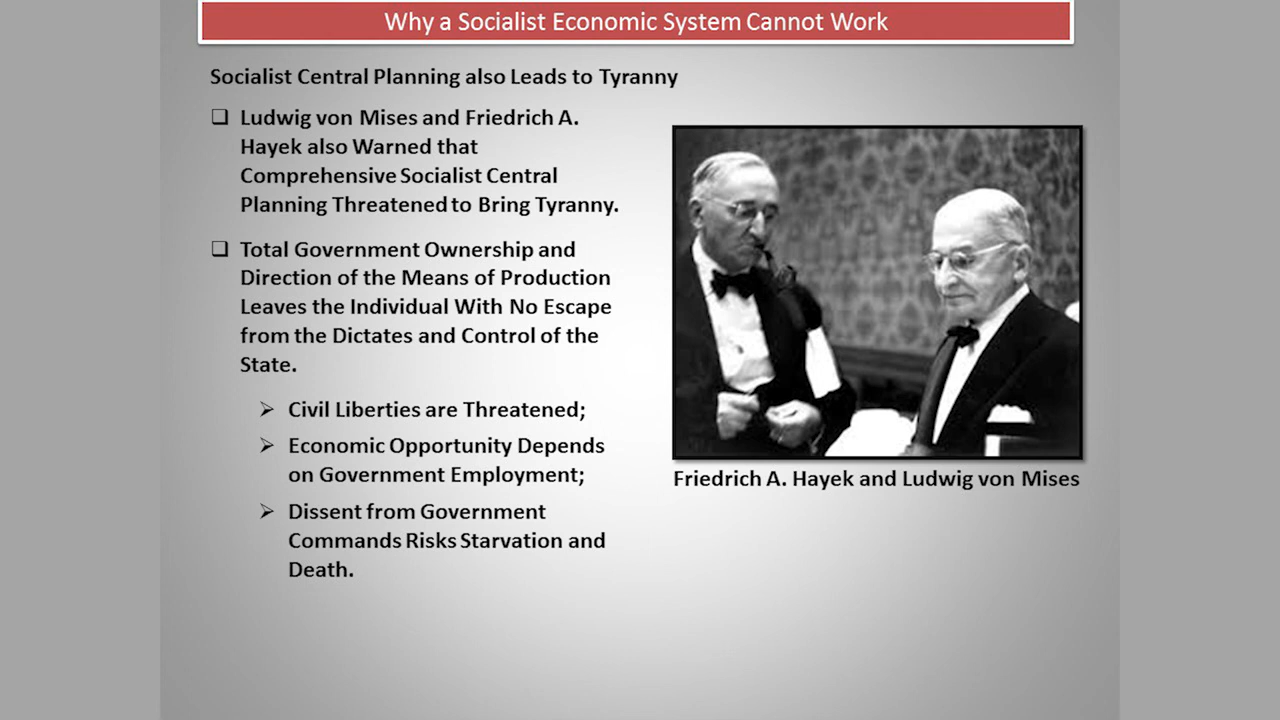 Why a Socialist Economic System Cannot Work
Socialist Central Planning also Leads to Tyranny
❑ Ludwig von Mises and Friedrich A.
Hayek also Warned that
Comprehensive Socialist Central
Planning Threatened to Bring Tyranny.
❑ Total Government Ownership and
Direction of the Means of Production
Leaves the Individual With No Escape
from the Dictates and Control of the
State.
➢ Civil Liberties are Threatened;
➢ Economic Opportunity Depends
on Government Employment;
➢ Dissent from Government
Commands Risks Starvation and
Death.
Friedrich A. Hayek and Ludwig von Mises